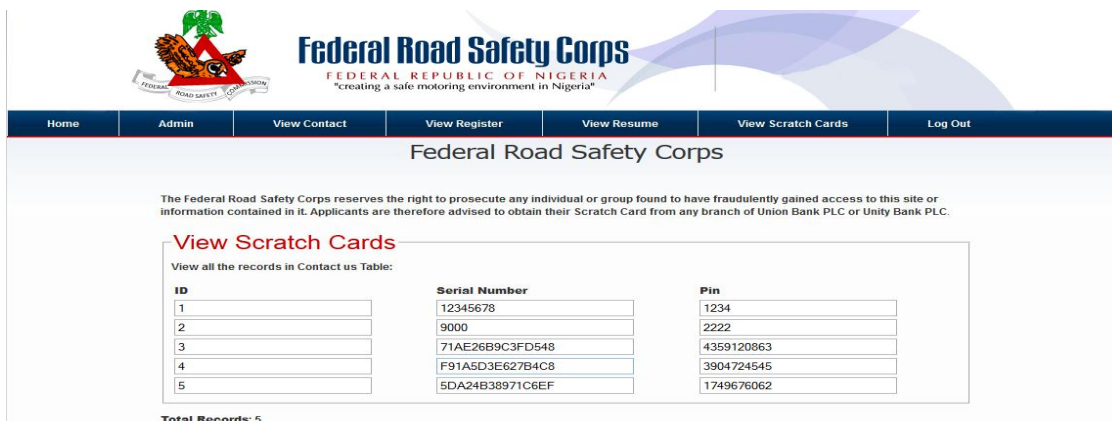 FEDERAL ROAD SAFETY COMMISSION
Federal Road Safety Corps
FEDERAL REPUBLIC OF NIGERIA
"creating a safe motoring environment in Nigeria"
Home Admin View Contact View Register View Resume View Scratch Cards Log Out
Federal Road Safety Corps
The Federal Road Safety Corps reserves the right to prosecute any individual or group found to have fraudulently gained access to this site or
information contained in it. Applicants are therefore advised to obtain their Scratch Card from any branch of Union Bank PLC or Unity Bank PLC.
View Scratch Cards
View all the records in Contact us Table:
ID Serial Number Pin
1 12345678 1234
2 9000 2222
3 71AE26B9C3FD548 4359120863
4 F91A5D3E627B4C8 3904724545
5 5DA24B38971C6EF 1749676062
Total Records: 5